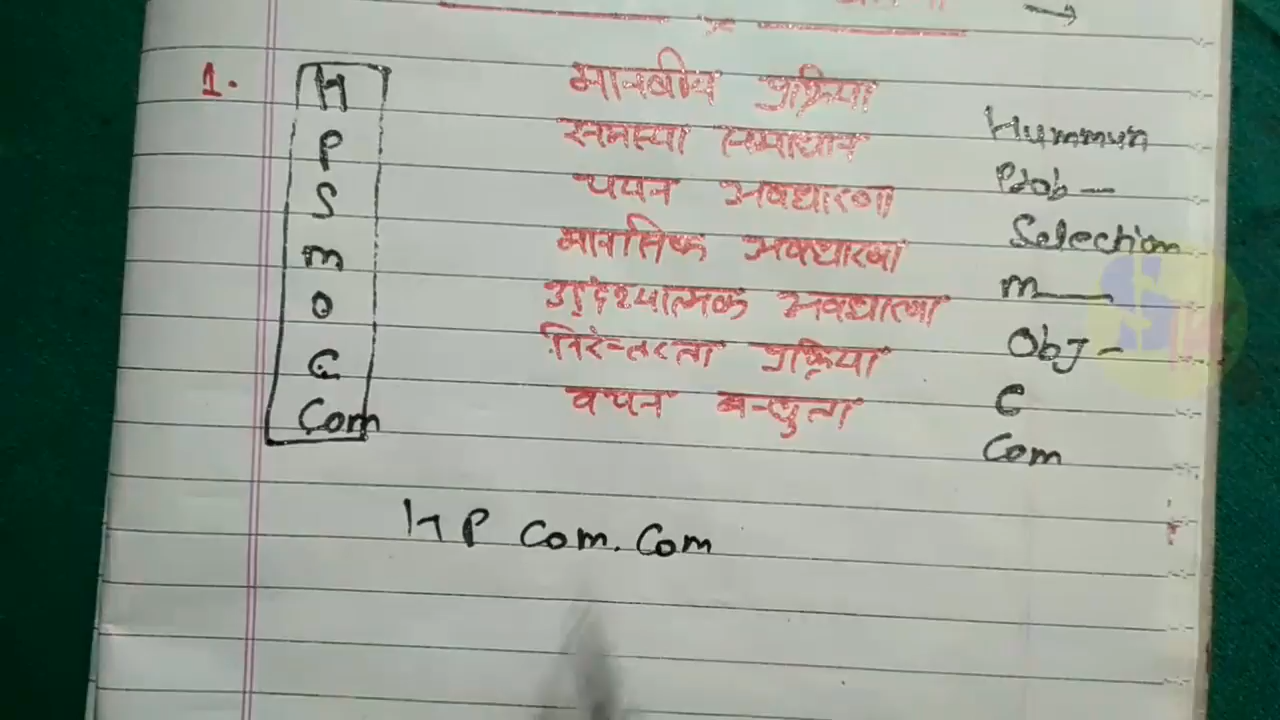 1. H मानवीय प्रक्रिया Hummun
P समस्या समाधान Prob —
S चयन अवधारणा Selection
m मानसिक अवधारणा m——
O उद्देश्यात्मक अवधारणा Obj -
C निरन्तरता प्रक्रिया C
Com वचन बन्धुता Com
HP Com. Com